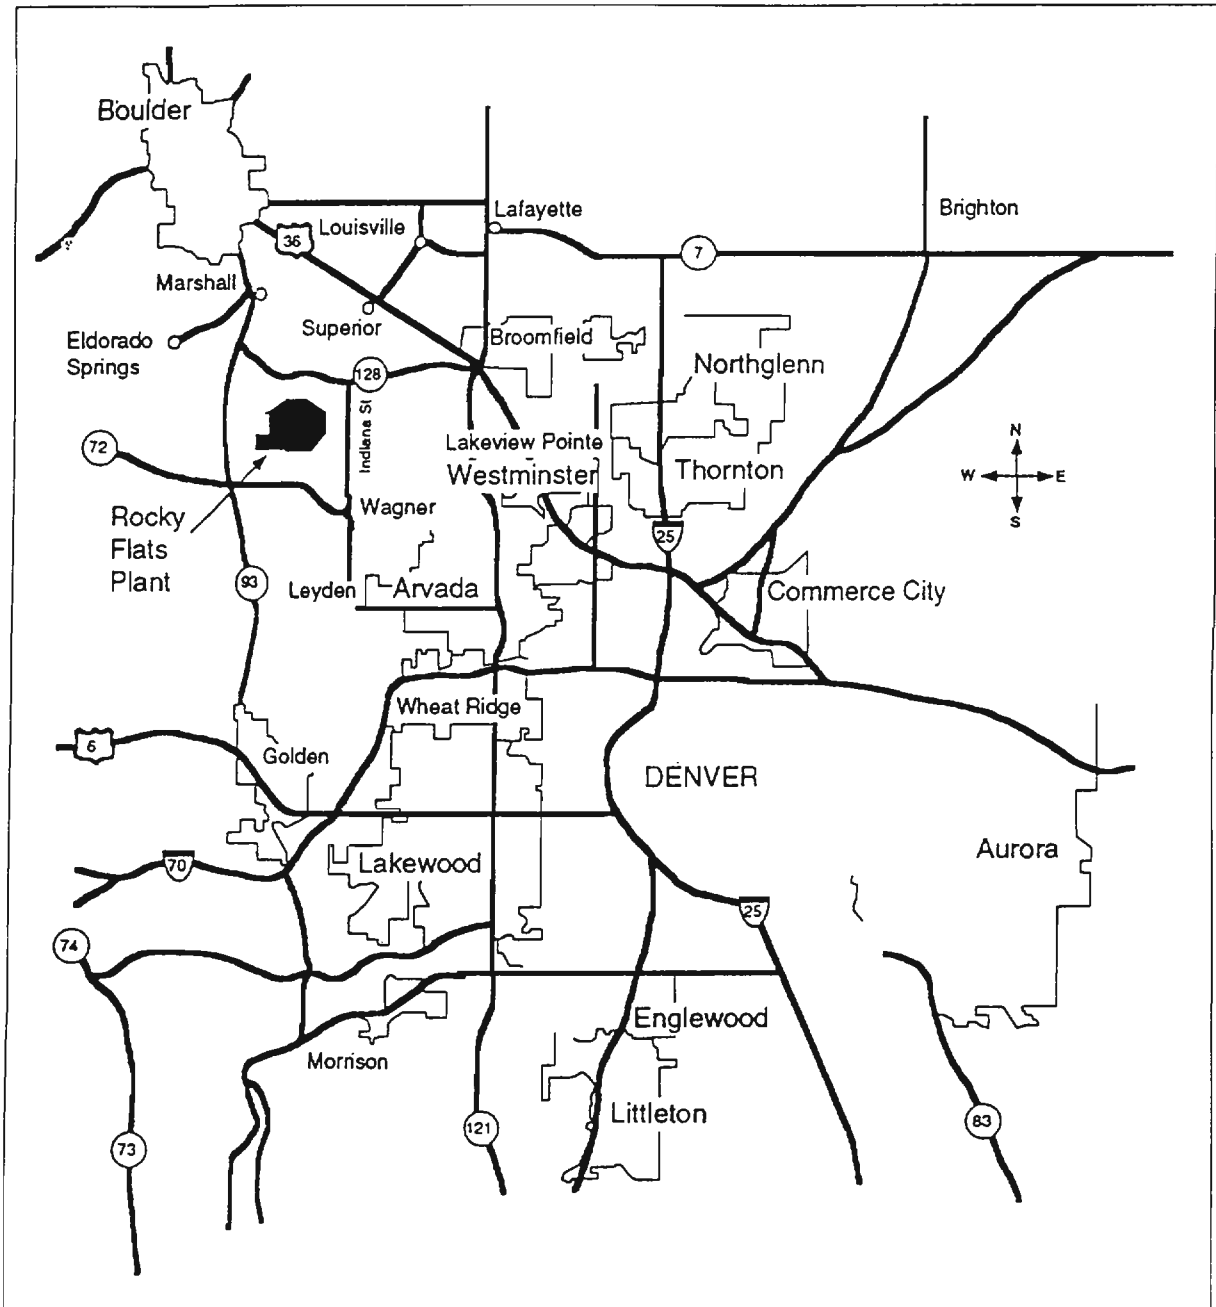 Boulder
Lafayette
Brighton
Louisville
36
7
Marshall
Superior
Broomfield
Eldorado
Springs
Northglenn
128
Indiana St
72
Lakeview Pointe
Westminster
Thornton
N
W E
S
Wagner
Rocky
Flats
Plant
25
93
Leyden
Arvada
Commerce City
Wheat Ridge
6
Golden
DENVER
70
Lakewood
Aurora
25
74
Englewood
Morrison
Littleton
121
83
73